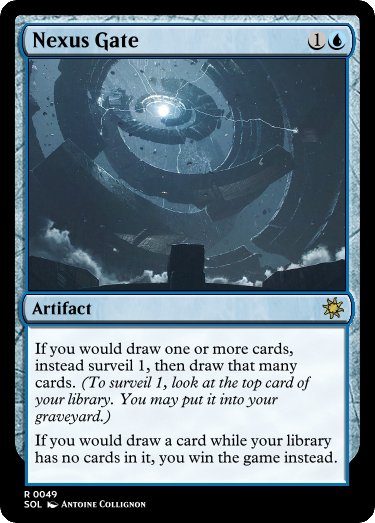 Nexus Gate 1
Artifact
If you would draw one or more cards,
instead surveil 1, then draw that many
cards. (To surveil 1, look at the top card of
your library. You may put it into your
graveyard.)
If you would draw a card while your library
has no cards in it, you win the game instead.
R 0049
SOL Antoine Collignon